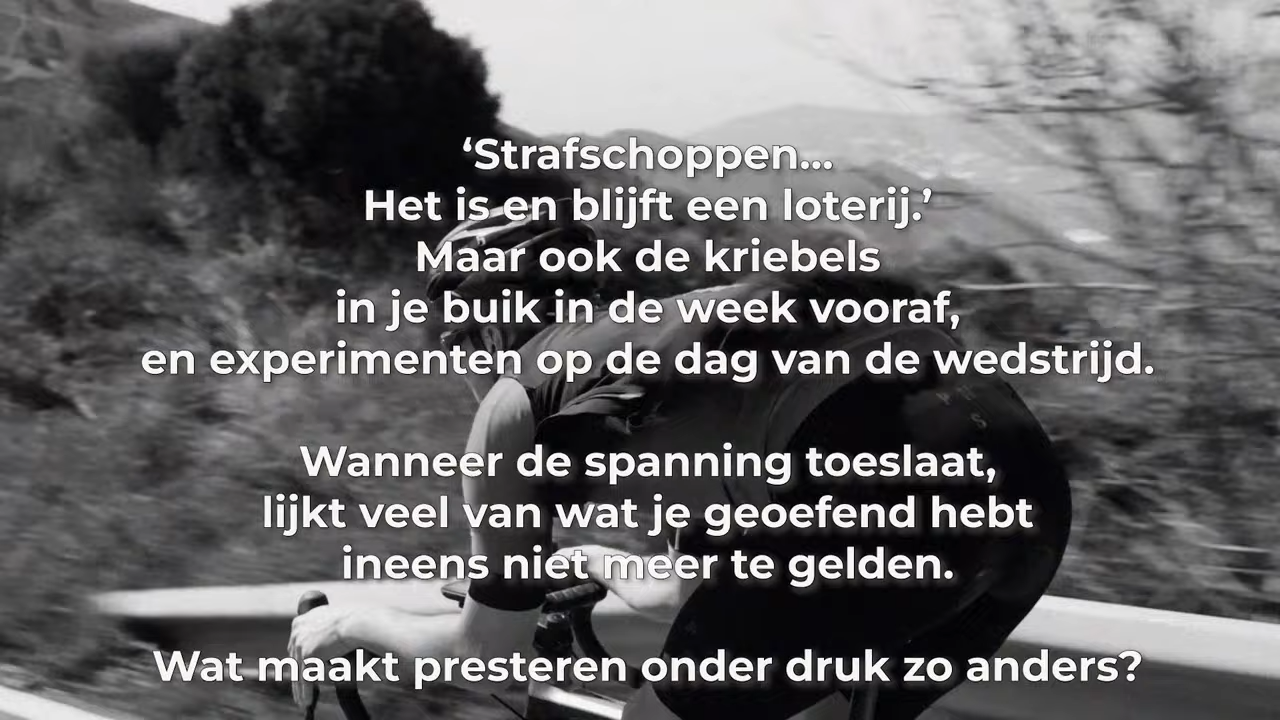 ‘Strafschoppen...
Het is en blijft een loterij.’
Maar ook de kriebels
in je buik in de week vooraf,
en experimenten op de dag van de wedstrijd.
Wanneer de spanning toeslaat,
lijkt veel van wat je geoefend hebt
ineens niet meer te gelden.
Wat maakt presteren onder druk zo anders?